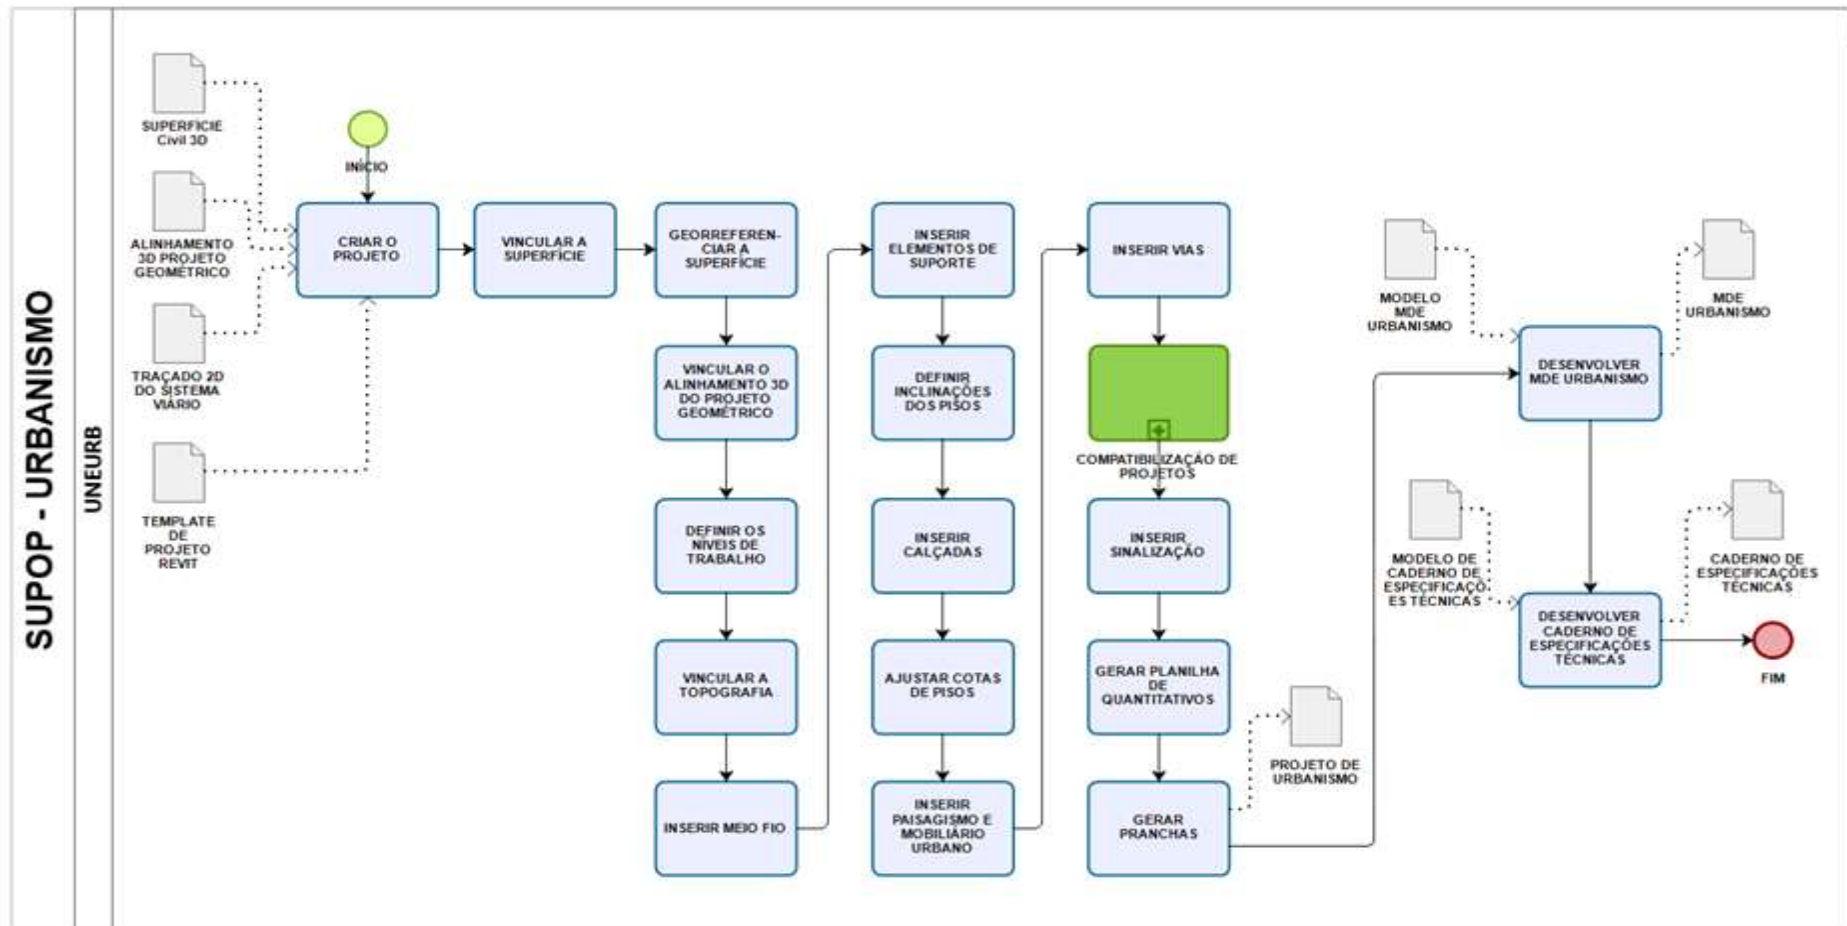 SUPOP - URBANISMO
UNEURB
SUPERFÍCIE
Civil 3D
ALINHAMENTO
3D PROJETO
GEOMÉTRICO
TRAÇADO 2D
DO SISTEMA
VIÁRIO
TEMPLATE
DE
PROJETO
REVIT
INÍCIO
CRIAR O
PROJETO
VINCULAR A
SUPERFÍCIE
GEORREFEREN-
CIAR A
SUPERFÍCIE
VINCULAR O
ALINHAMENTO 3D
DO PROJETO
GEOMÉTRICO
DEFINIR OS
NÍVEIS DE
TRABALHO
VINCULAR A
TOPOGRAFIA
INSERIR MEIO FIO
INSERIR
ELEMENTOS DE
SUPORTE
DEFINIR
INCLINAÇÕES
DOS PISOS
INSERIR
CALÇADAS
AJUSTAR COTAS
DE PISOS
INSERIR
PAISAGISMO E
MOBILIÁRIO
URBANO
INSERIR VIAS
COMPATIBILIZAÇÃO DE
PROJETOS
INSERIR
SINALIZAÇÃO
GERAR PLANILHA
DE
QUANTITATIVOS
GERAR
PRANCHAS
PROJETO DE
URBANISMO
MODELO
MDE
URBANISMO
DESENVOLVER
MDE URBANISMO
MDE
URBANISMO
MODELO DE
CADERNO DE
ESPECIFICAÇÕ
ES TÉCNICAS
DESENVOLVER
CADERNO DE
ESPECIFICAÇÕES
TÉCNICAS
CADERNO DE
ESPECIFICAÇÕES
TÉCNICAS
FIM